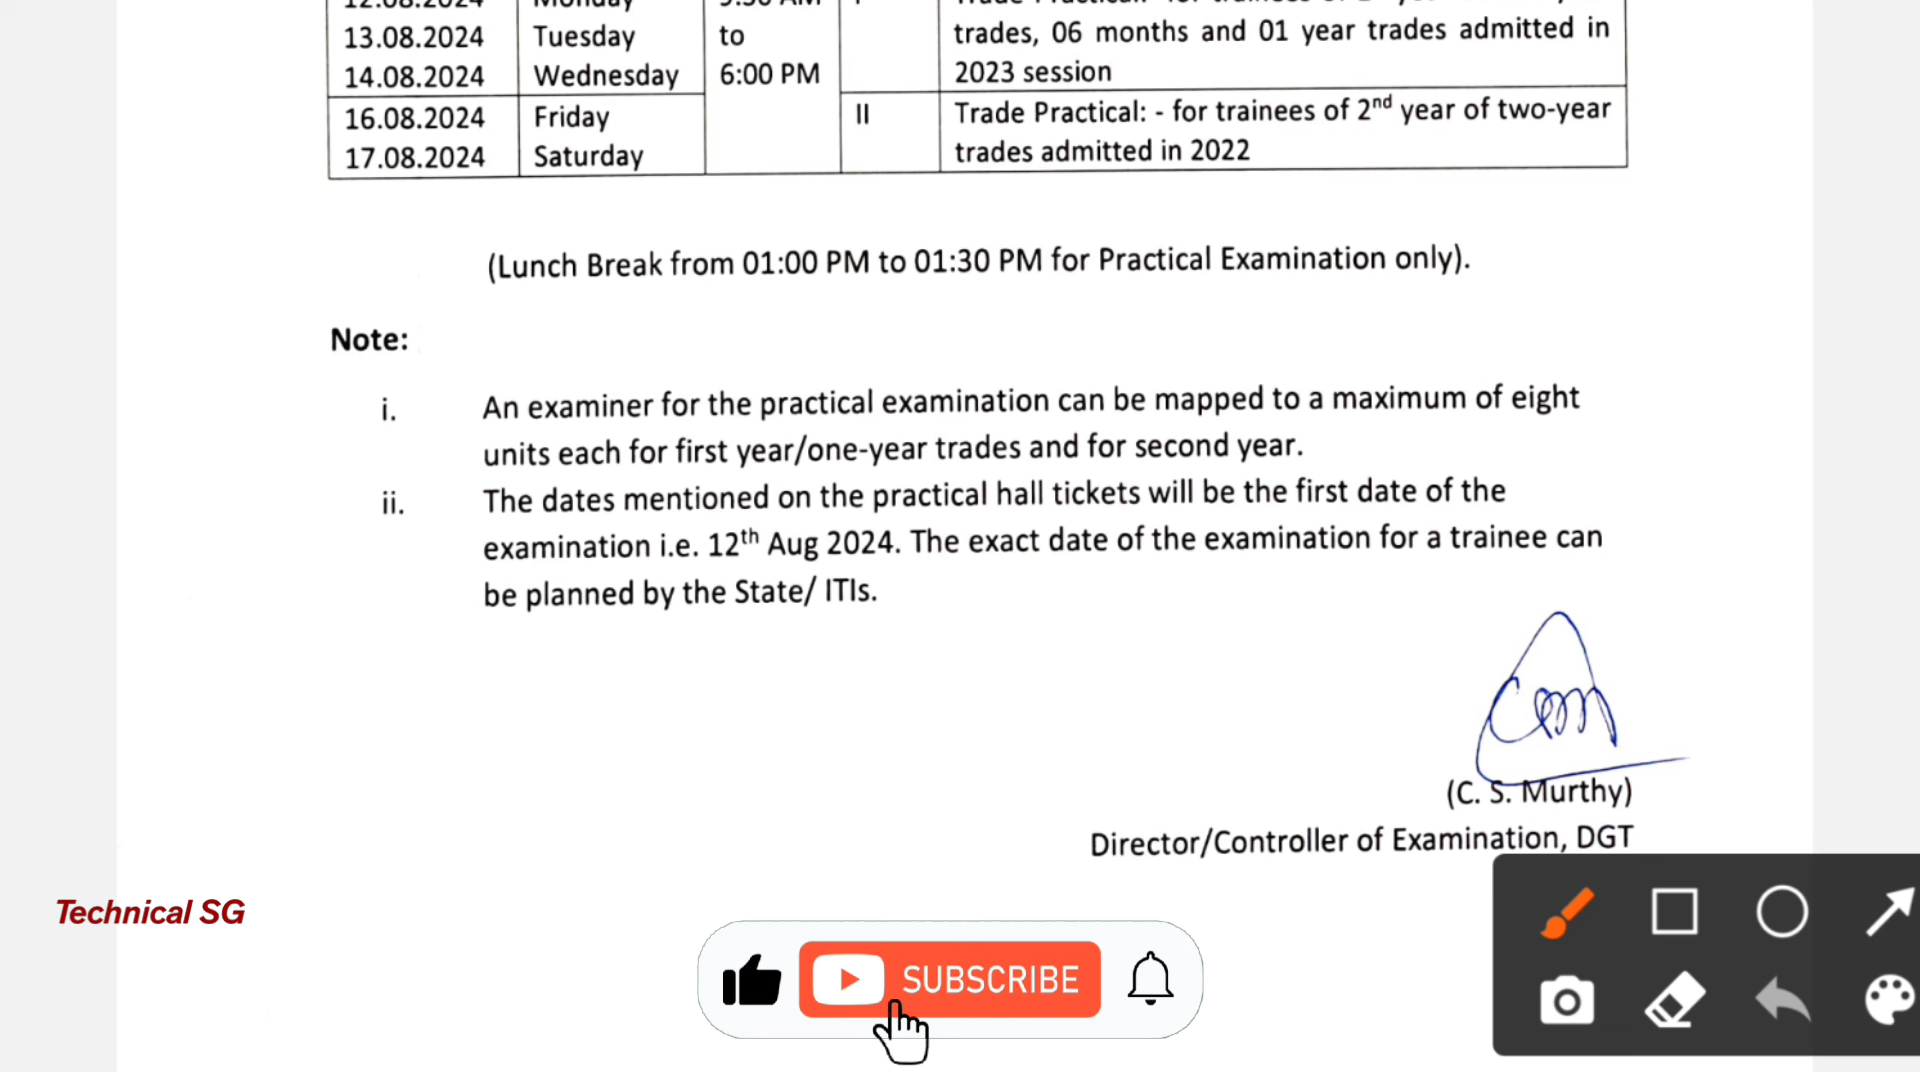 13.08.2024 Tuesday to trades, 06 months and 01 year trades admitted in
14.08.2024 Wednesday 6:00 PM 2023 session
16.08.2024 Friday II Trade Practical: - for trainees of 2nd year of two-year
17.08.2024 Saturday trades admitted in 2022
(Lunch Break from 01:00 PM to 01:30 PM for Practical Examination only).
Note:
i. An examiner for the practical examination can be mapped to a maximum of eight
units each for first year/one-year trades and for second year.
ii. The dates mentioned on the practical hall tickets will be the first date of the
examination i.e. 12th Aug 2024. The exact date of the examination for a trainee can
be planned by the State/ ITIs.
(C. S. Murthy)
Director/Controller of Examination, DGT
Technical SG
SUBSCRIBE